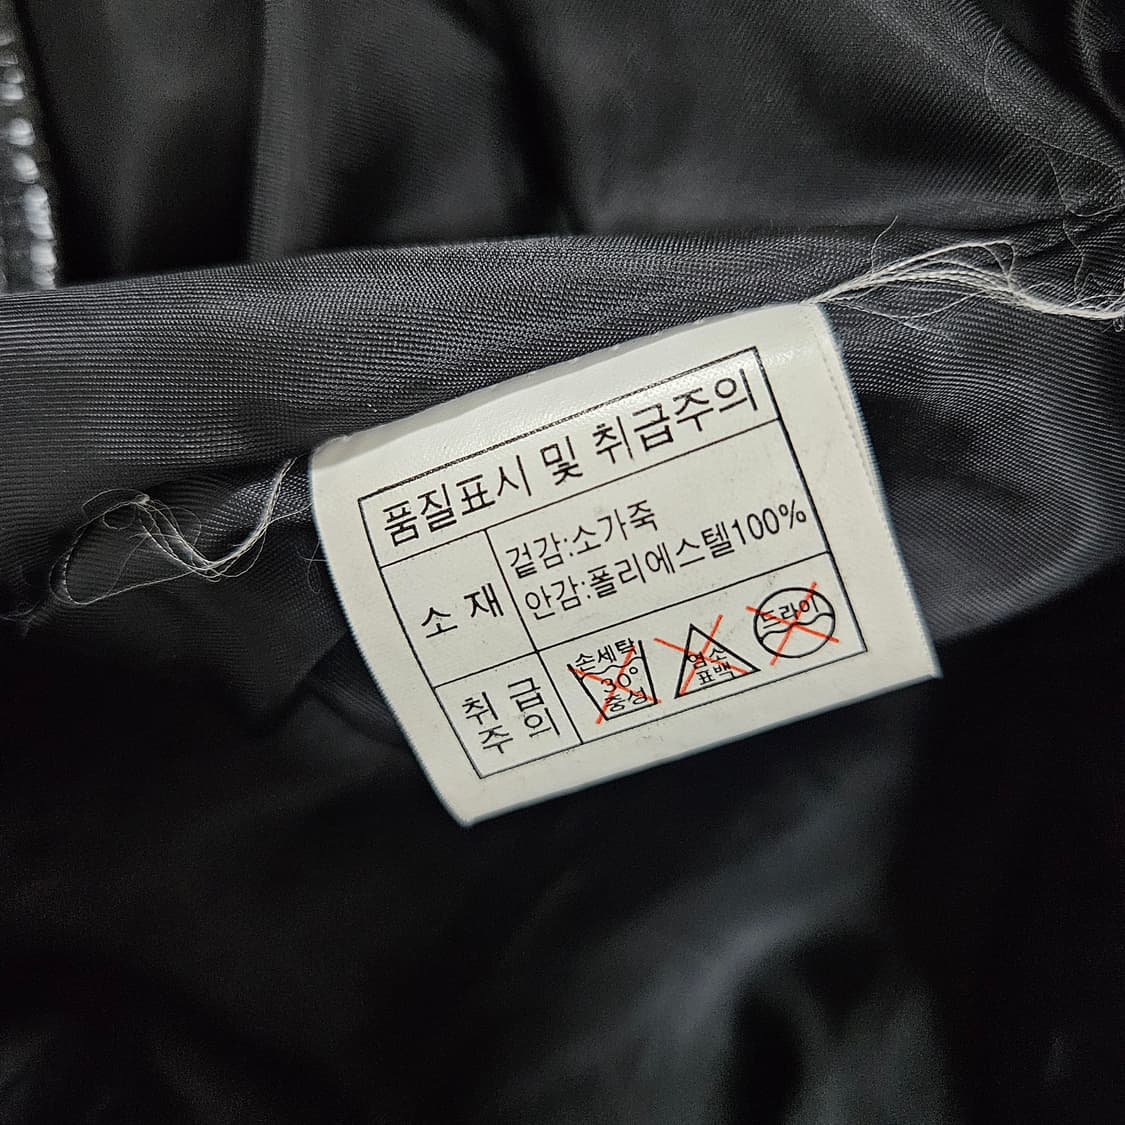 품질표시 및 취급주의
소 재
겉감:소가죽
안감:폴리에스텔100%
취 급
주 의
손세탁
30°
중성
염소
표백
드라이